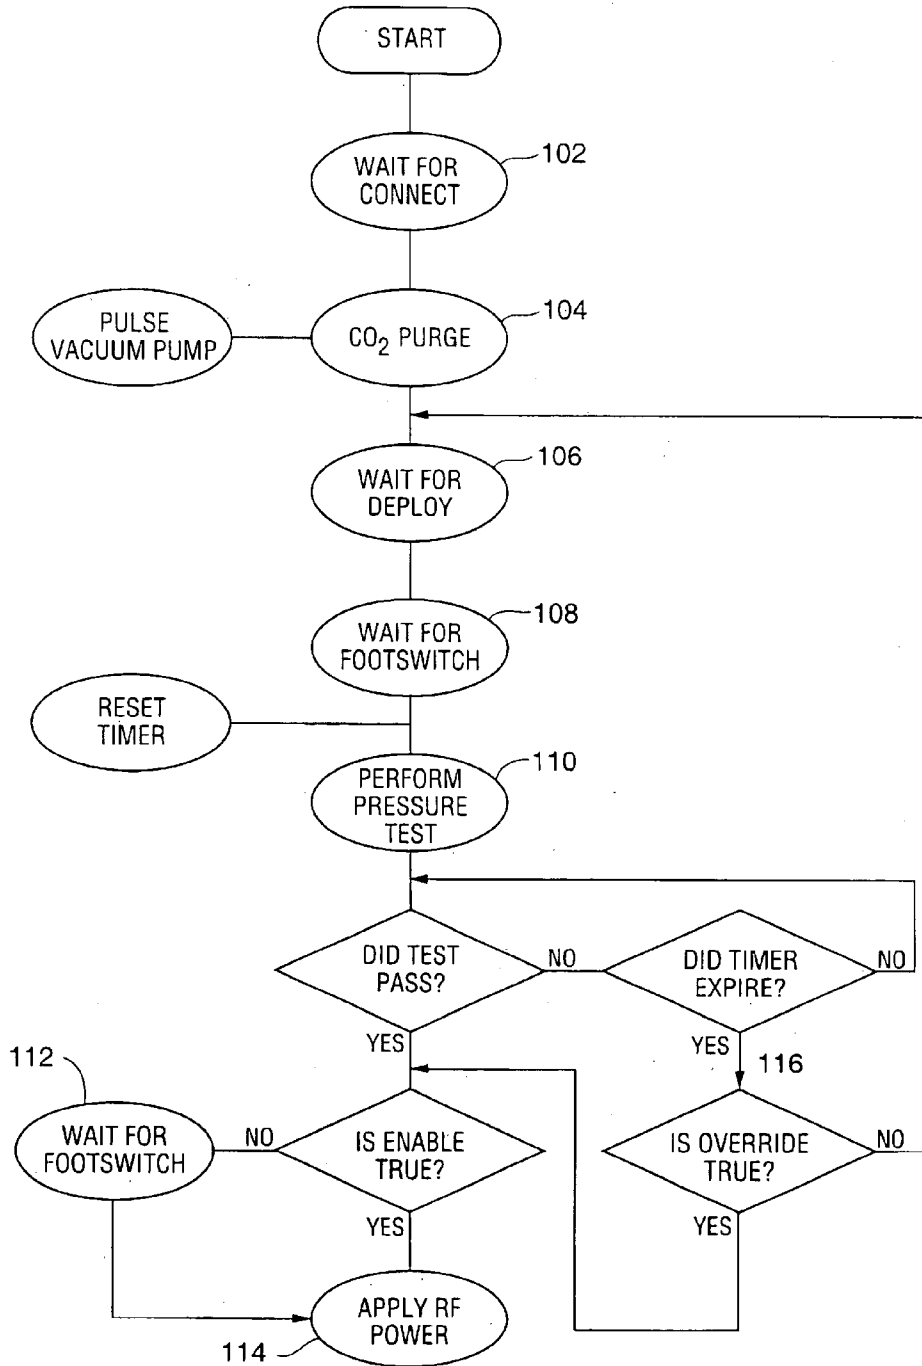 START
WAIT FOR
CONNECT
102
PULSE
VACUUM PUMP
CO2 PURGE
104
WAIT FOR
DEPLOY
106
WAIT FOR
FOOTSWITCH
108
RESET
TIMER
PERFORM
PRESSURE
TEST
110
DID TEST
PASS?
NO
DID TIMER
EXPIRE?
NO
YES
YES
116
112
WAIT FOR
FOOTSWITCH
NO
IS ENABLE
TRUE?
IS OVERRIDE
TRUE?
NO
YES
YES
APPLY RF
POWER
114